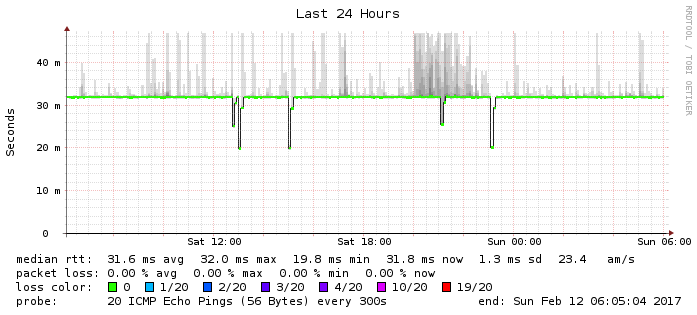 Last 24 Hours
RRDTOOL / TOBI OETIKER
Seconds
40 m
30 m
20 m
10 m
0
Sat 12:00 Sat 18:00 Sun 00:00 Sun 06:00
median rtt: 31.6 ms avg 32.0 ms max 19.8 ms min 31.8 ms now 1.3 ms sd 23.4 am/s
packet loss: 0.00 % avg 0.00 % max 0.00 % min 0.00 % now
loss color: 0 1/20 2/20 3/20 4/20 10/20 19/20
probe: 20 ICMP Echo Pings (56 Bytes) every 300s end: Sun Feb 12 06:05:04 2017